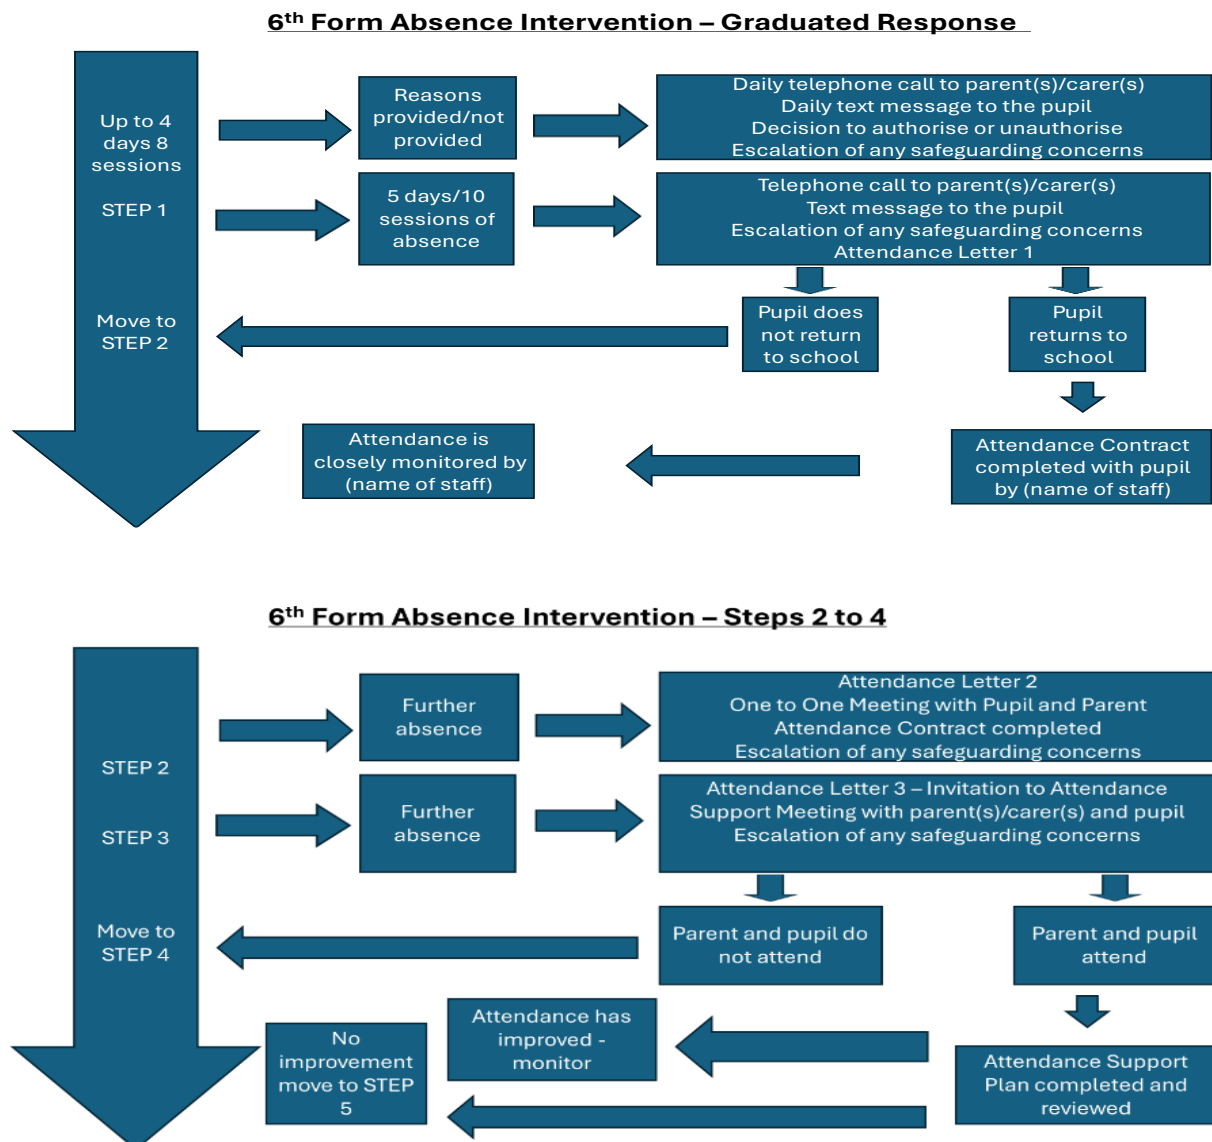 6th Form Absence Intervention – Graduated Response
Up to 4
days 8
sessions
Reasons
provided/not
provided
Daily telephone call to parent(s)/carer(s)
Daily text message to the pupil
Decision to authorise or unauthorise
Escalation of any safeguarding concerns
STEP 1
5 days/10
sessions of
absence
Telephone call to parent(s)/carer(s)
Text message to the pupil
Escalation of any safeguarding concerns
Attendance Letter 1
Move to
STEP 2
Pupil does
not return
to school
Pupil
returns to
school
Attendance is
closely monitored by
(name of staff)
Attendance Contract
completed with pupil
by (name of staff)
6th Form Absence Intervention – Steps 2 to 4
STEP 2
Further
absence
Attendance Letter 2
One to One Meeting with Pupil and Parent
Attendance Contract completed
Escalation of any safeguarding concerns
STEP 3
Further
absence
Attendance Letter 3 – Invitation to Attendance
Support Meeting with parent(s)/carer(s) and pupil
Escalation of any safeguarding concerns
Move to
STEP 4
Parent and pupil do
not attend
Parent and pupil
attend
No
improvement
move to STEP
5
Attendance has
improved -
monitor
Attendance Support
Plan completed and
reviewed